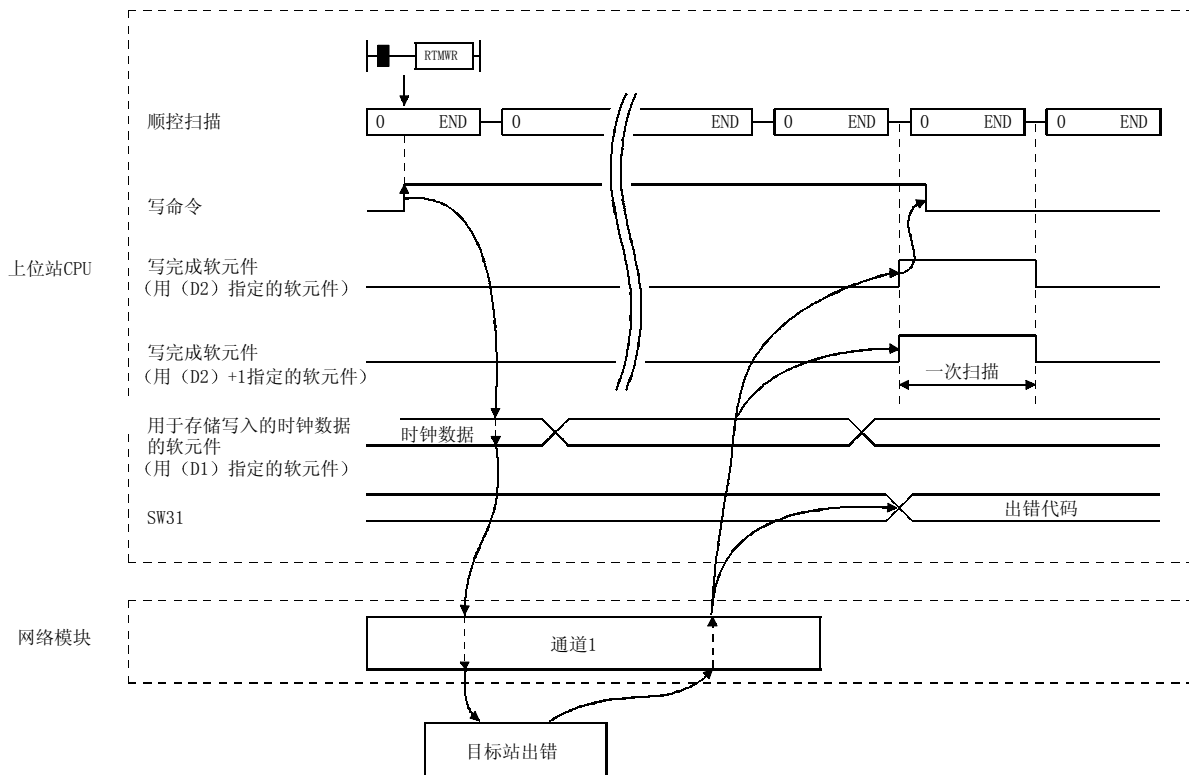 RTMWR
顺控扫描
0 END 0 END 0 END 0 END 0 END
写命令
上位站CPU
写完成软元件
（用（D2）指定的软元件）
写完成软元件
（用（D2）+1指定的软元件）
一次扫描
用于存储写入的时钟数据
的软元件
（用（D1）指定的软元件）
时钟数据
SW31
出错代码
网络模块
通道1
目标站出错